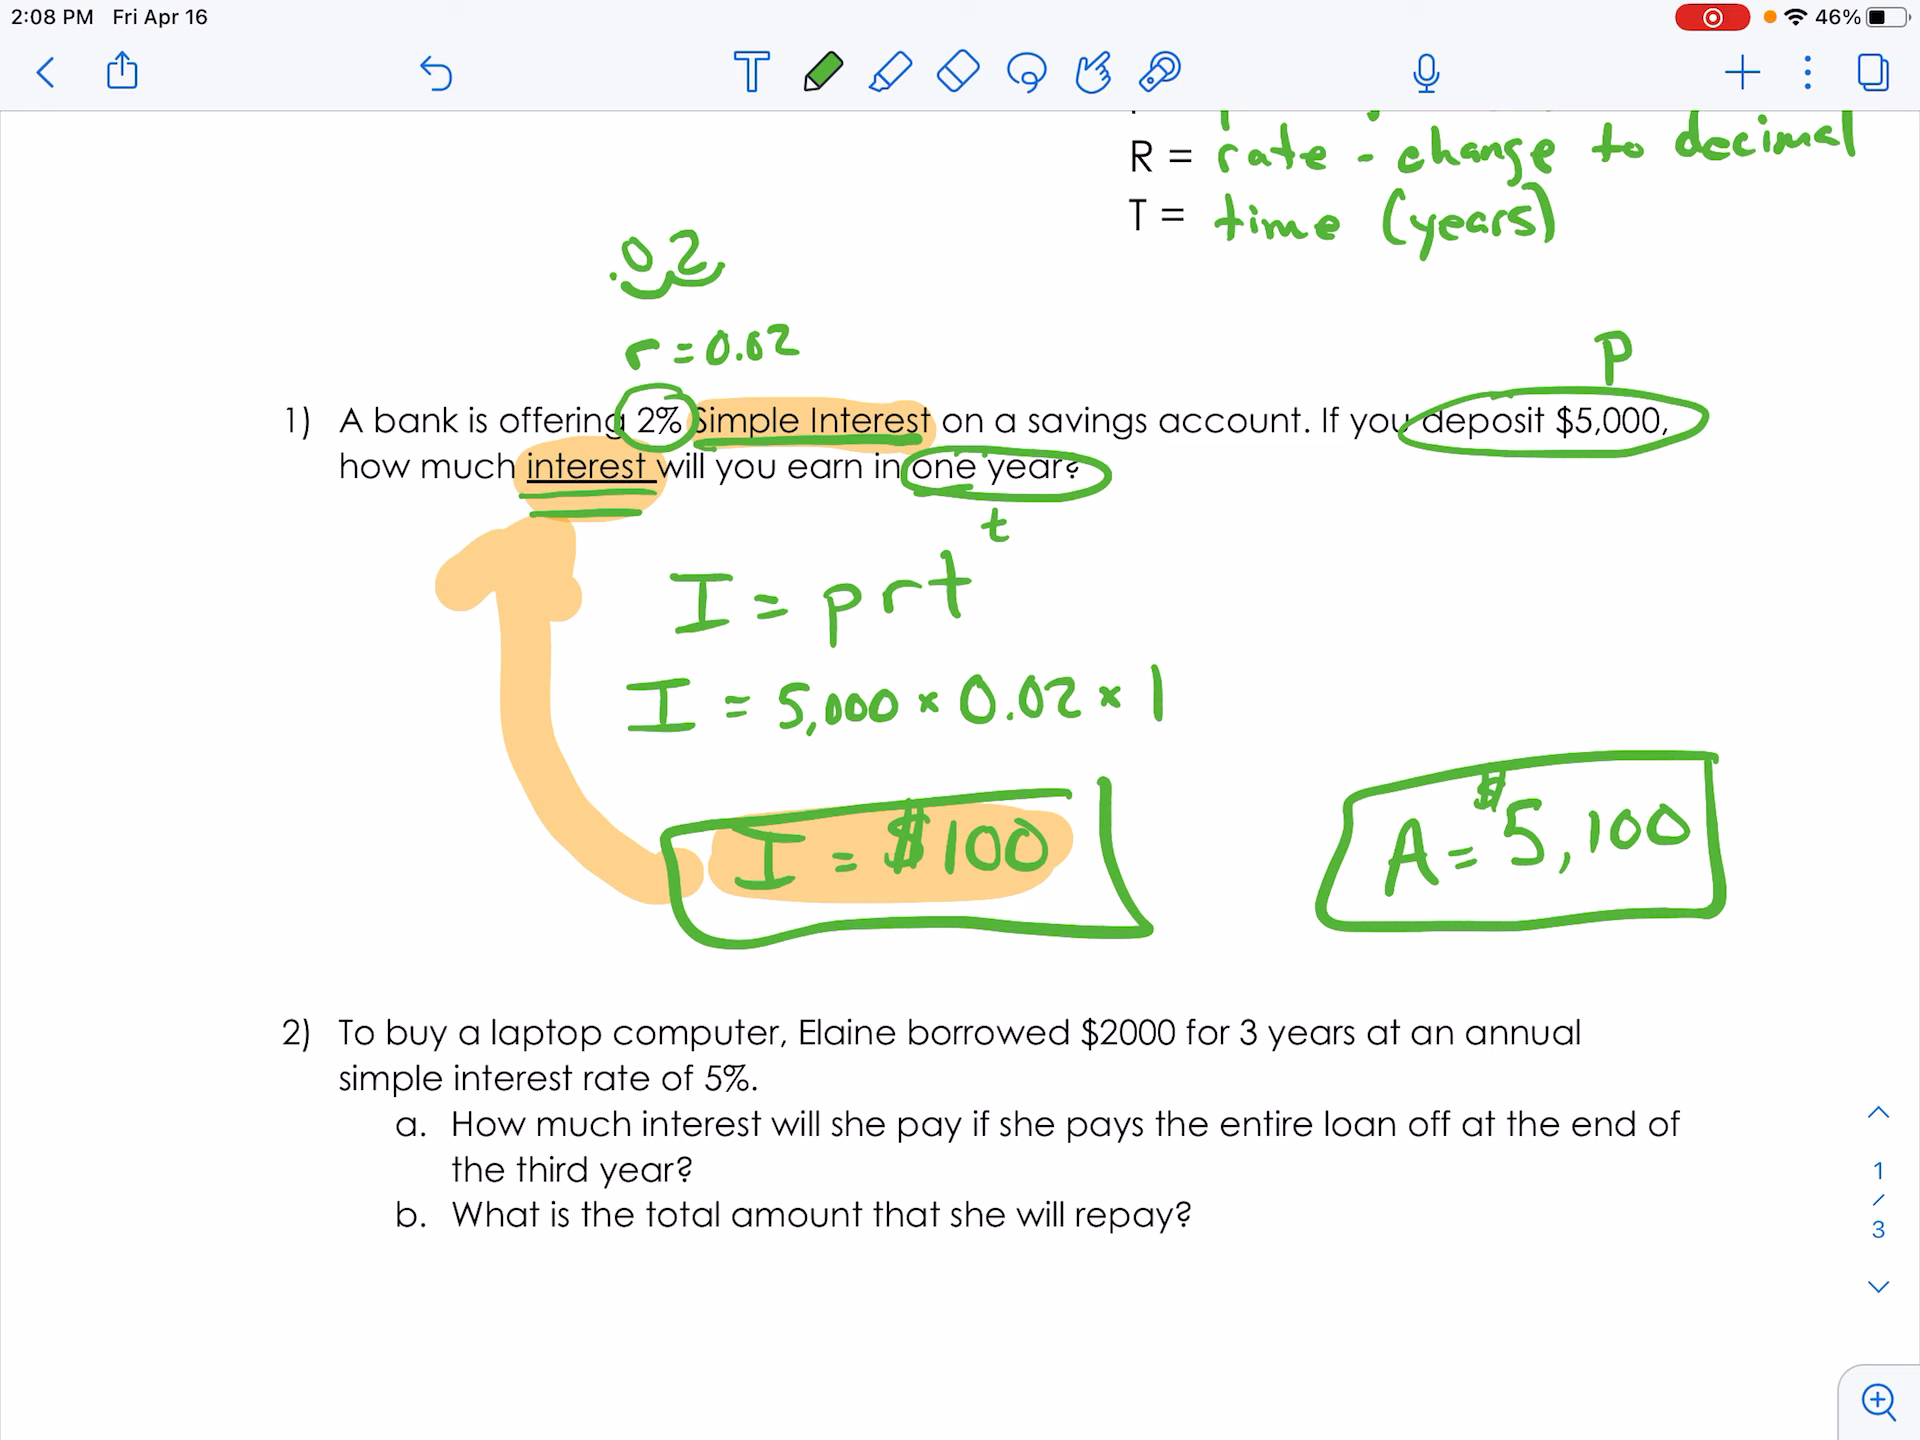 2:08 PM Fri Apr 16 46%
R = rate - change to decimal
T = time (years)
.02
r = 0.02
P
1) A bank is offering 2% Simple Interest on a savings account. If you deposit $5,000,
how much interest will you earn in one year?
t
I = prt
I = 5,000 × 0.02 × 1
I = $100
A = $5,100
2) To buy a laptop computer, Elaine borrowed $2000 for 3 years at an annual
simple interest rate of 5%.
a. How much interest will she pay if she pays the entire loan off at the end of
the third year?
b. What is the total amount that she will repay?
1
/
3